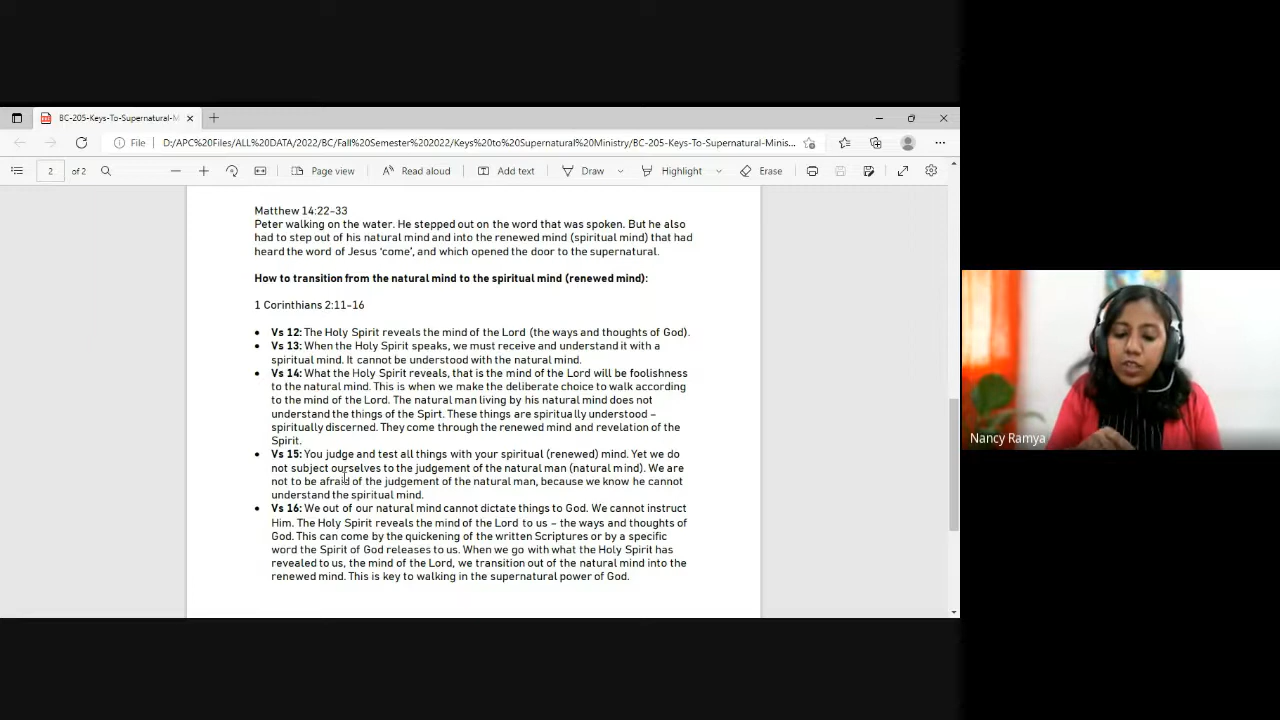 BC-205-Keys-To-Supernatural-M
File D:/APC%20Files/ALL%20DATA/2022/BC/Fall%20Semester%202022/Keys%20to%20Supernatural%20Ministry/BC-205-Keys-To-Supernatural-Minis...
2 of 2 Page view Read aloud Add text Draw Highlight Erase
Matthew 14:22-33
Peter walking on the water. He stepped out on the word that was spoken. But he also
had to step out of his natural mind and into the renewed mind (spiritual mind) that had
heard the word of Jesus 'come', and which opened the door to the supernatural.
How to transition from the natural mind to the spiritual mind (renewed mind):
1 Corinthians 2:11-16
• Vs 12: The Holy Spirit reveals the mind of the Lord (the ways and thoughts of God).
• Vs 13: When the Holy Spirit speaks, we must receive and understand it with a
spiritual mind. It cannot be understood with the natural mind.
• Vs 14: What the Holy Spirit reveals, that is the mind of the Lord will be foolishness
to the natural mind. This is when we make the deliberate choice to walk according
to the mind of the Lord. The natural man living by his natural mind does not
understand the things of the Spirt. These things are spiritually understood –
spiritually discerned. They come through the renewed mind and revelation of the
Spirit.
• Vs 15: You judge and test all things with your spiritual (renewed) mind. Yet we do
not subject ourselves to the judgement of the natural man (natural mind). We are
not to be afraid of the judgement of the natural man, because we know he cannot
understand the spiritual mind.
• Vs 16: We out of our natural mind cannot dictate things to God. We cannot instruct
Him. The Holy Spirit reveals the mind of the Lord to us – the ways and thoughts of
God. This can come by the quickening of the written Scriptures or by a specific
word the Spirit of God releases to us. When we go with what the Holy Spirit has
revealed to us, the mind of the Lord, we transition out of the natural mind into the
renewed mind. This is key to walking in the supernatural power of God.
Nancy Ramya